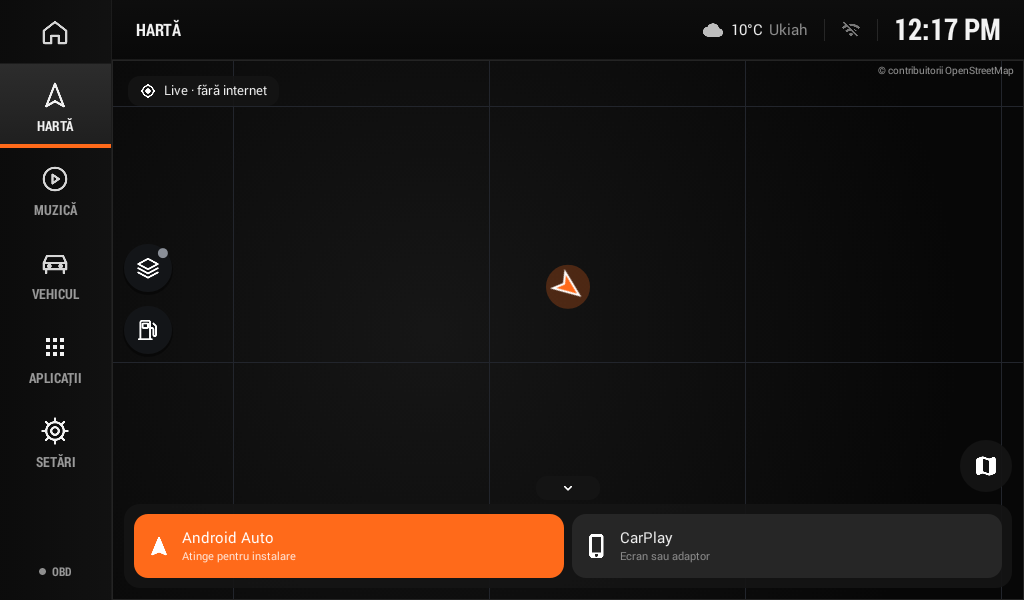 HARTĂ
10°C Ukiah
12:17 PM
© contribuitorii OpenStreetMap
Live · fără internet
HARTĂ
MUZICĂ
VEHICUL
APLICAȚII
SETĂRI
OBD
Android Auto
Atinge pentru instalare
CarPlay
Ecran sau adaptor